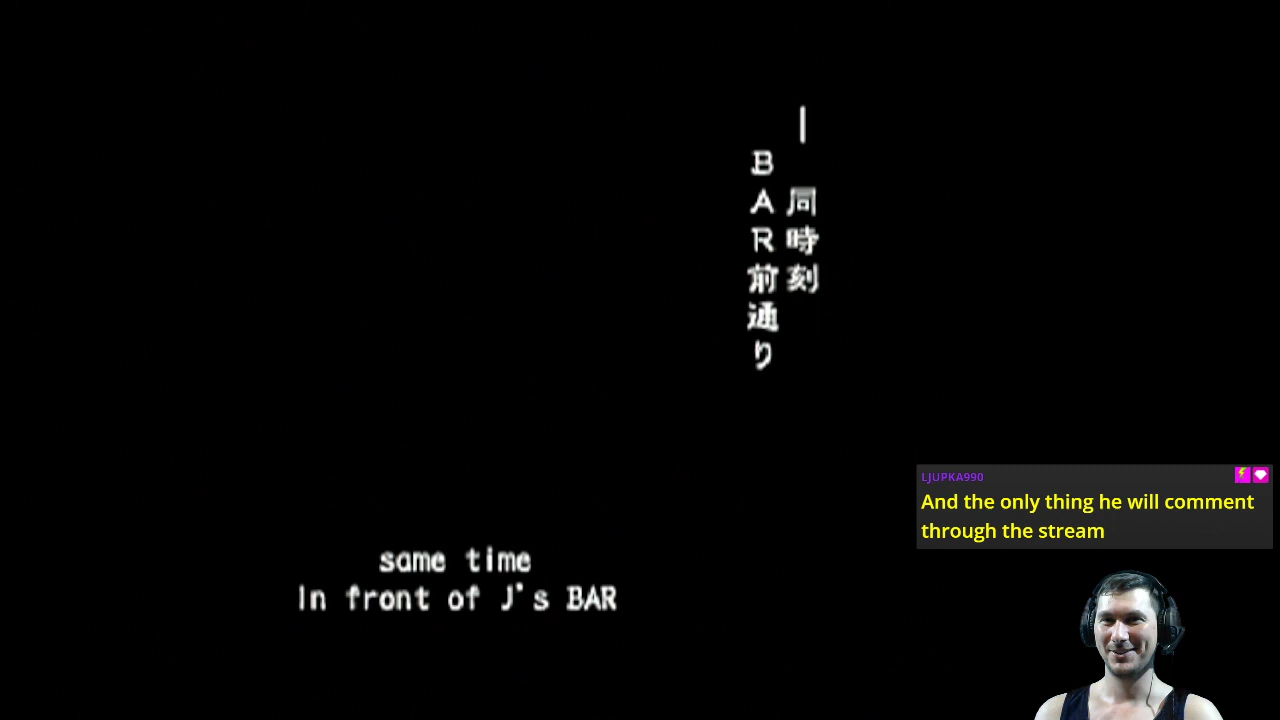 ― 同時刻
BAR前通り
same time
In front of J's BAR
LJUPKA990
And the only thing he will comment
through the stream